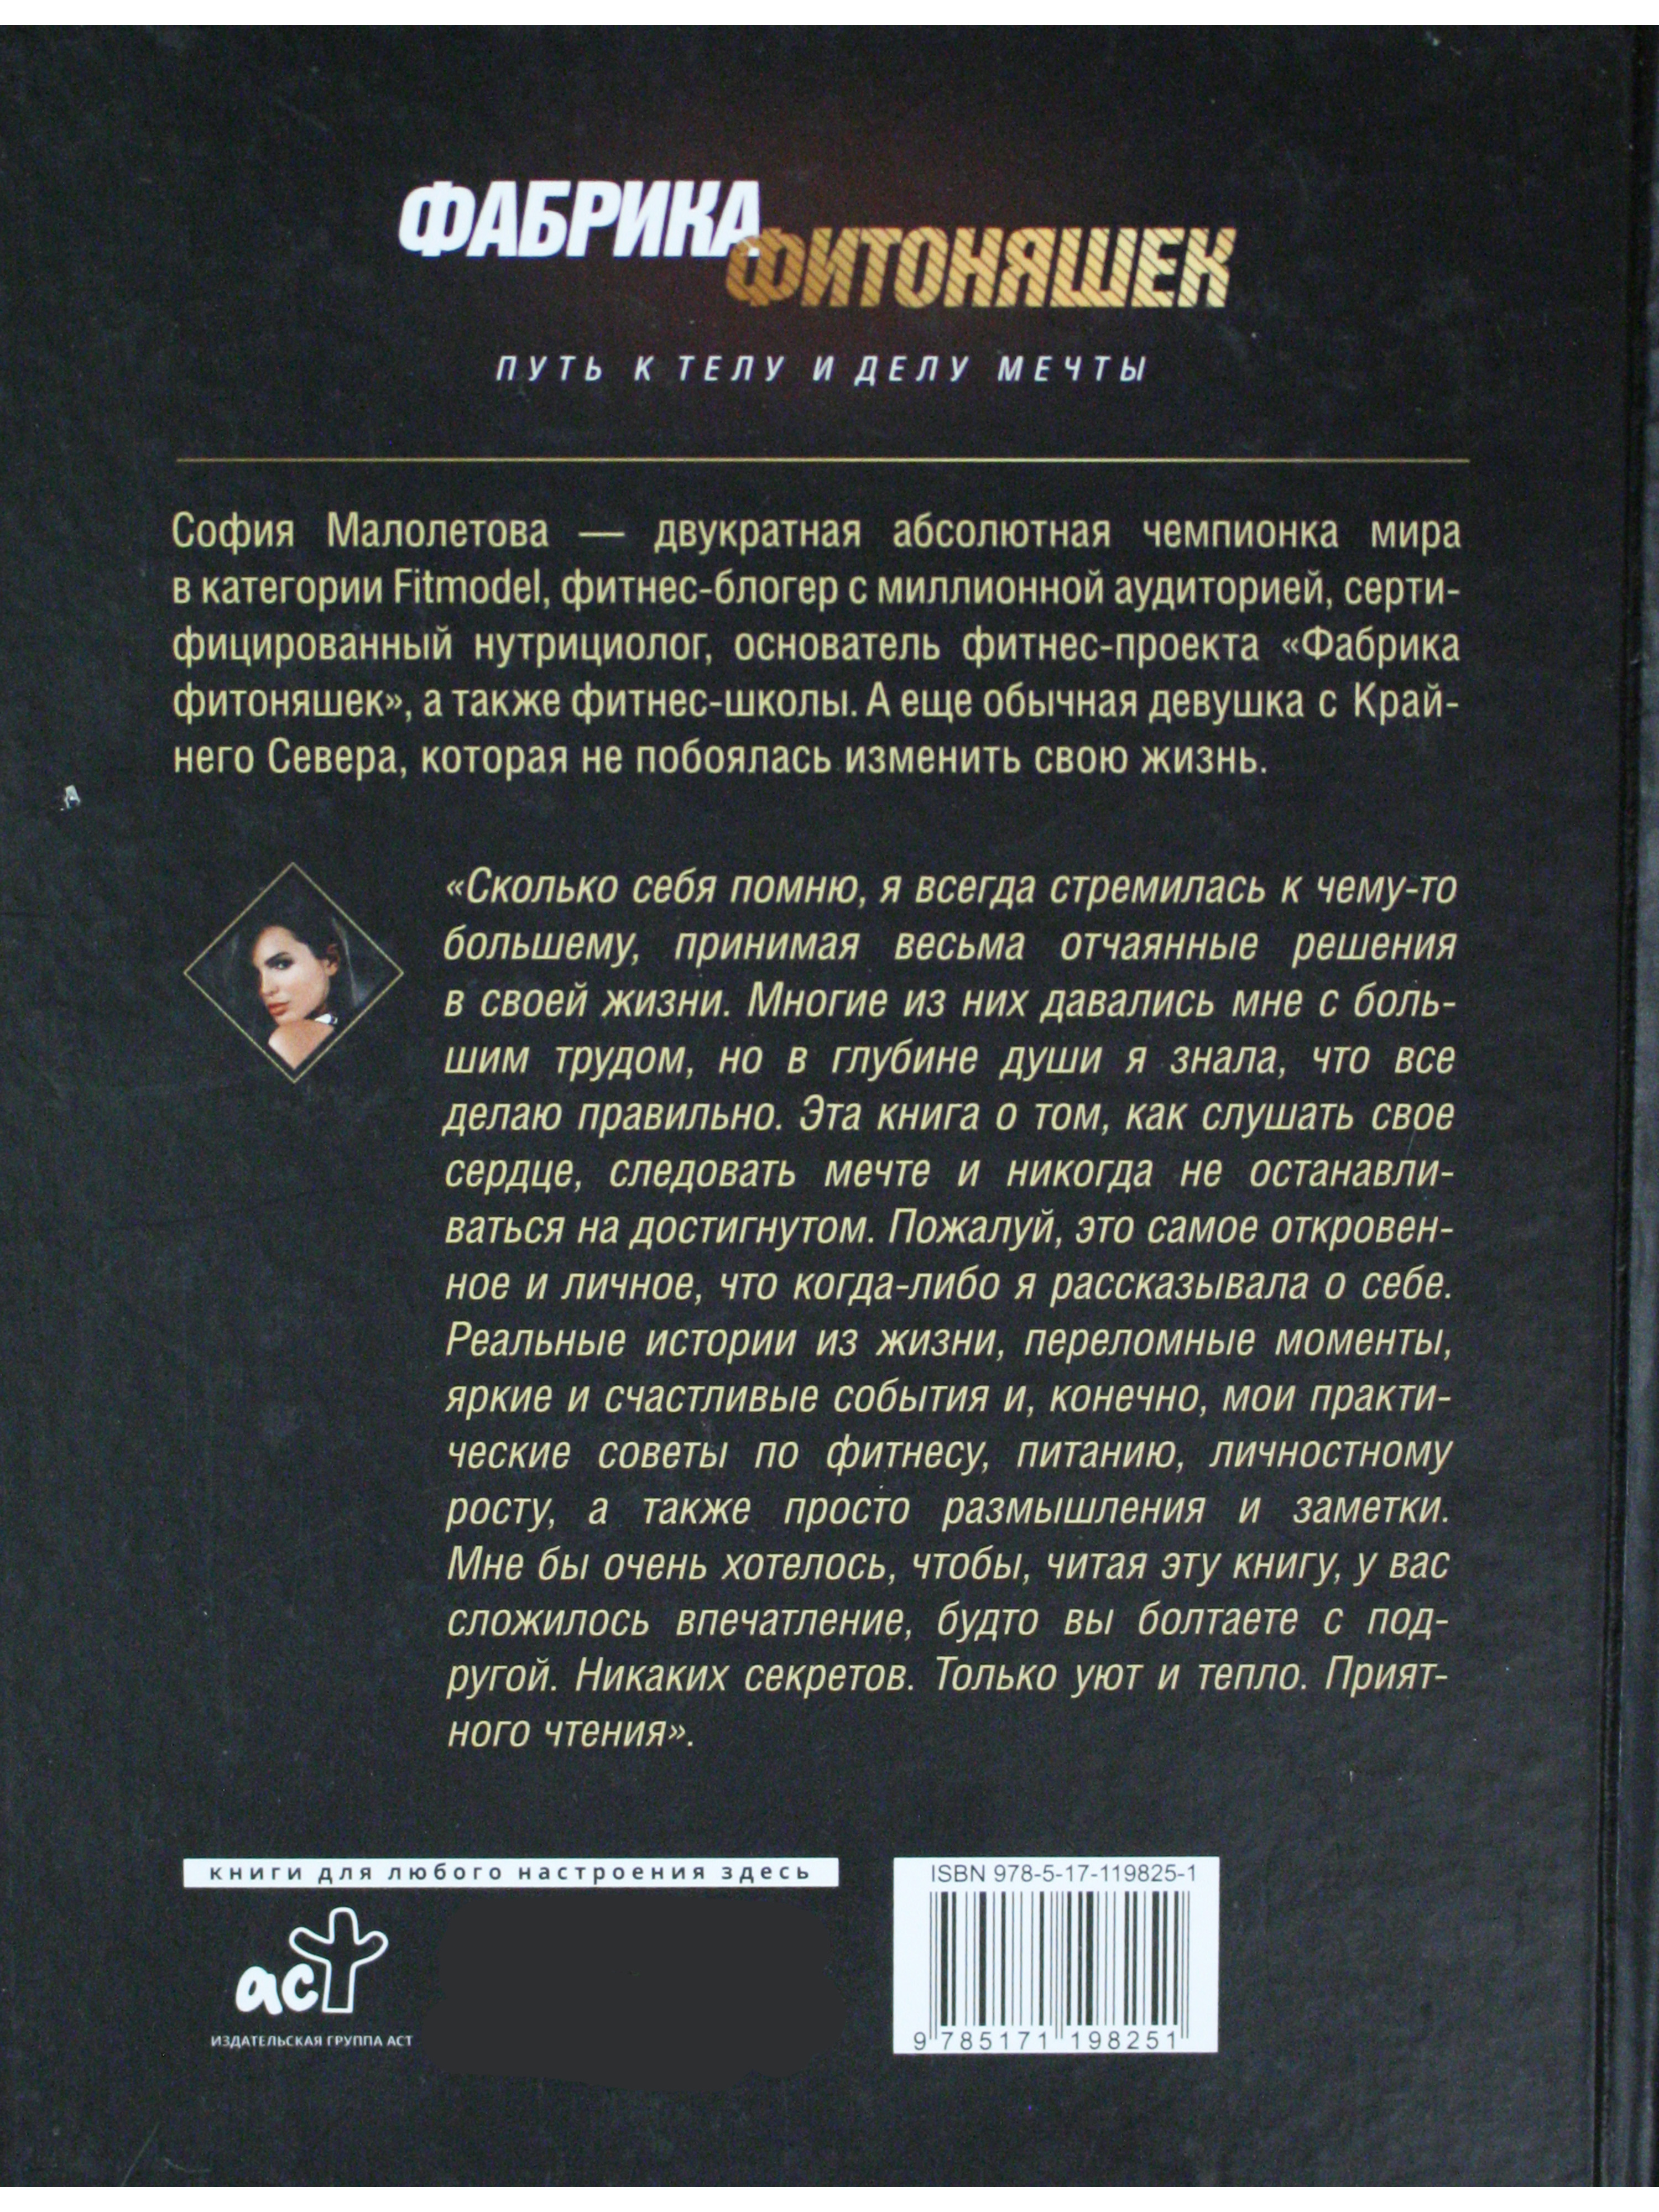 ФАБРИКА
ФИТОНЯШЕК
ПУТЬ К ТЕЛУ И ДЕЛУ МЕЧТЫ
София Малолетова — двукратная абсолютная чемпионка мира
в категории Fitmodel, фитнес-блогер с миллионной аудиторией, серти-
фицированный нутрициолог, основатель фитнес-проекта «Фабрика
фитоняшек», а также фитнес-школы. А еще обычная девушка с Край-
него Севера, которая не побоялась изменить свою жизнь.
«Сколько себя помню, я всегда стремилась к чему-то
большему, принимая весьма отчаянные решения
в своей жизни. Многие из них давались мне с боль-
шим трудом, но в глубине души я знала, что все
делаю правильно. Эта книга о том, как слушать свое
сердце, следовать мечте и никогда не останавли-
ваться на достигнутом. Пожалуй, это самое откровен-
ное и личное, что когда-либо я рассказывала о себе.
Реальные истории из жизни, переломные моменты,
яркие и счастливые события и, конечно, мои практи-
ческие советы по фитнесу, питанию, личностному
росту, а также просто размышления и заметки.
Мне бы очень хотелось, чтобы, читая эту книгу, у вас
сложилось впечатление, будто вы болтаете с под-
ругой. Никаких секретов. Только уют и тепло. Прият-
ного чтения».
книги для любого настроения здесь
аст
ИЗДАТЕЛЬСКАЯ ГРУППА АСТ
ISBN 978-5-17-119825-1
9 785171 198251